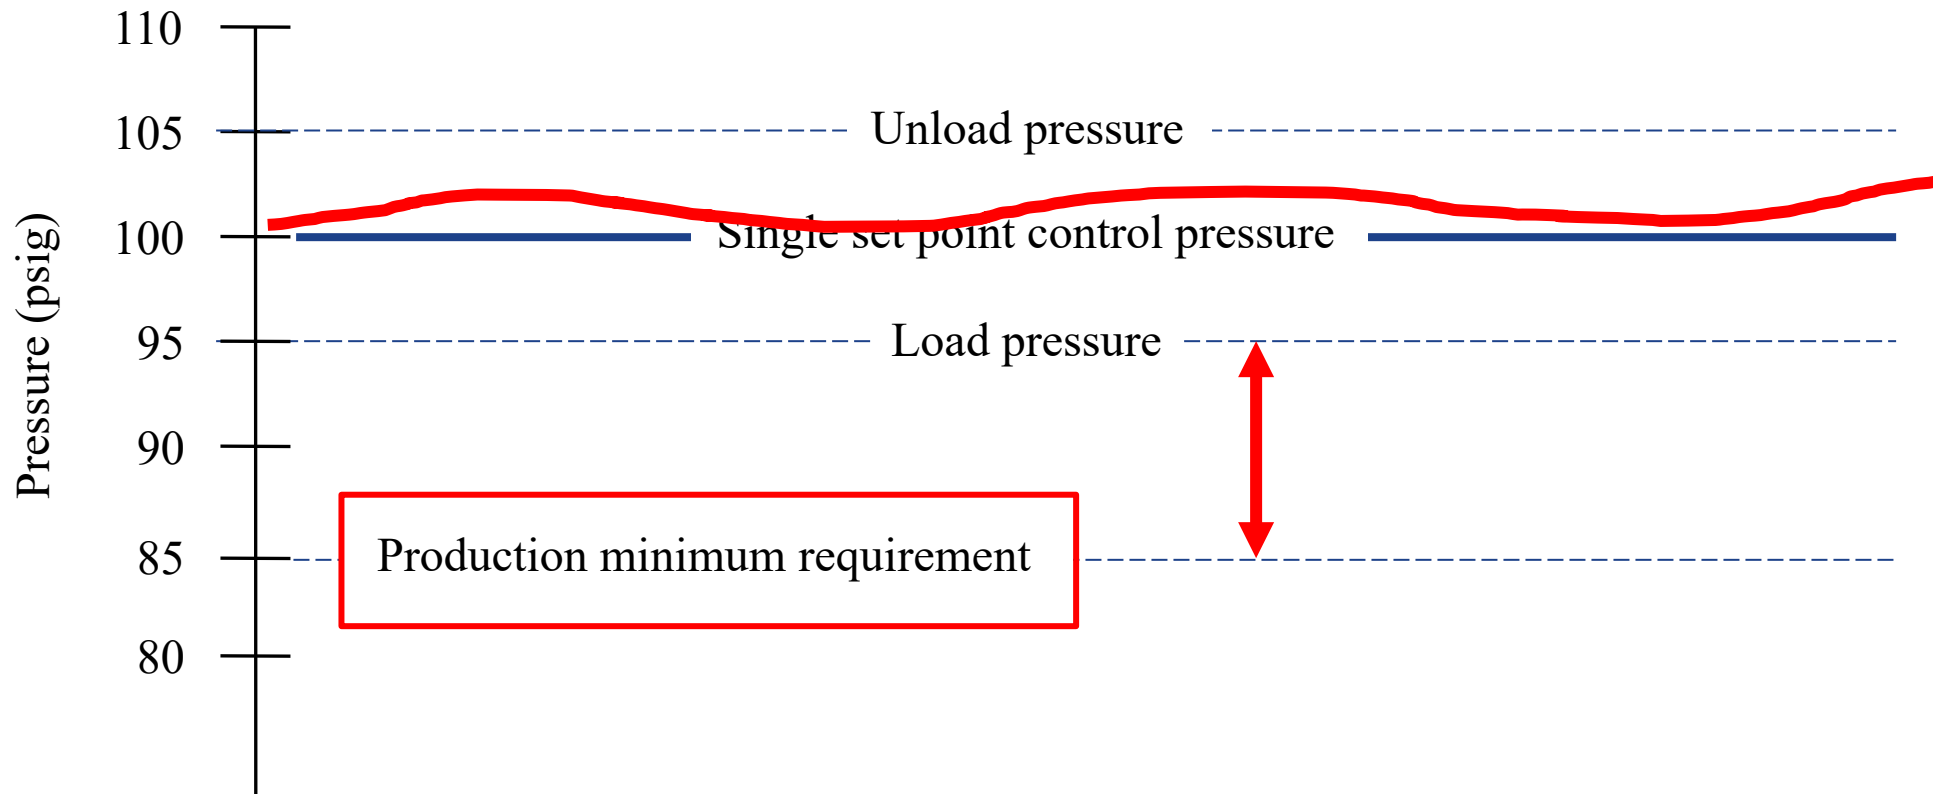 110
Unload pressure
105
Single set point control pressure
100
Pressure (psig)
Load pressure
95
90
Production minimum requirement
85
80